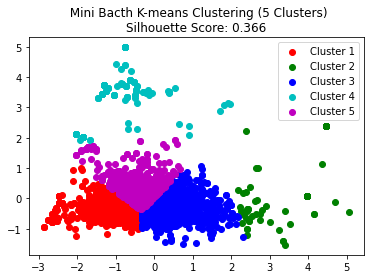 Mini Bacth K-means Clustering (5 Clusters)
Silhouette Score: 0.366
Cluster 1
Cluster 2
Cluster 3
Cluster 4
Cluster 5
5
4
3
2
1
0
−1
−3 −2 −1 0 1 2 3 4 5